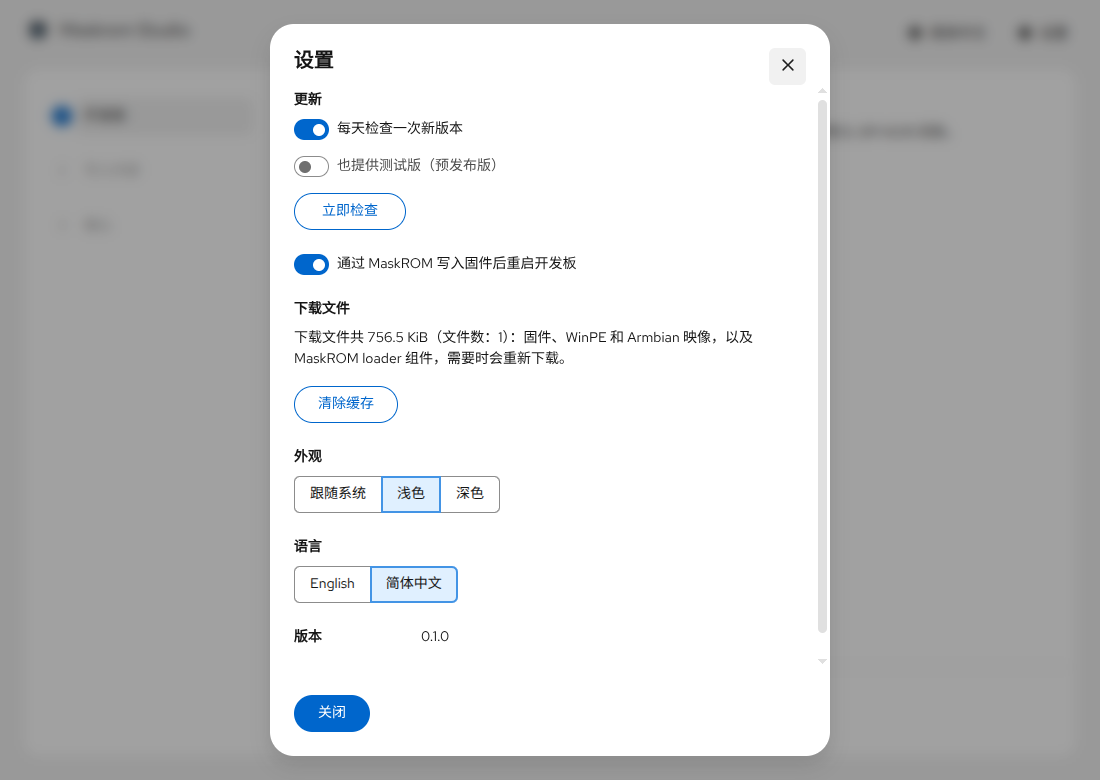 设置
更新
每天检查一次新版本
也提供测试版（预发布版）
立即检查
通过 MaskROM 写入固件后重启开发板
下载文件
下载文件共 756.5 KiB（文件数：1）：固件、WinPE 和 Armbian 映像，以及
MaskROM loader 组件，需要时会重新下载。
清除缓存
外观
跟随系统 浅色 深色
语言
English 简体中文
版本 0.1.0
关闭